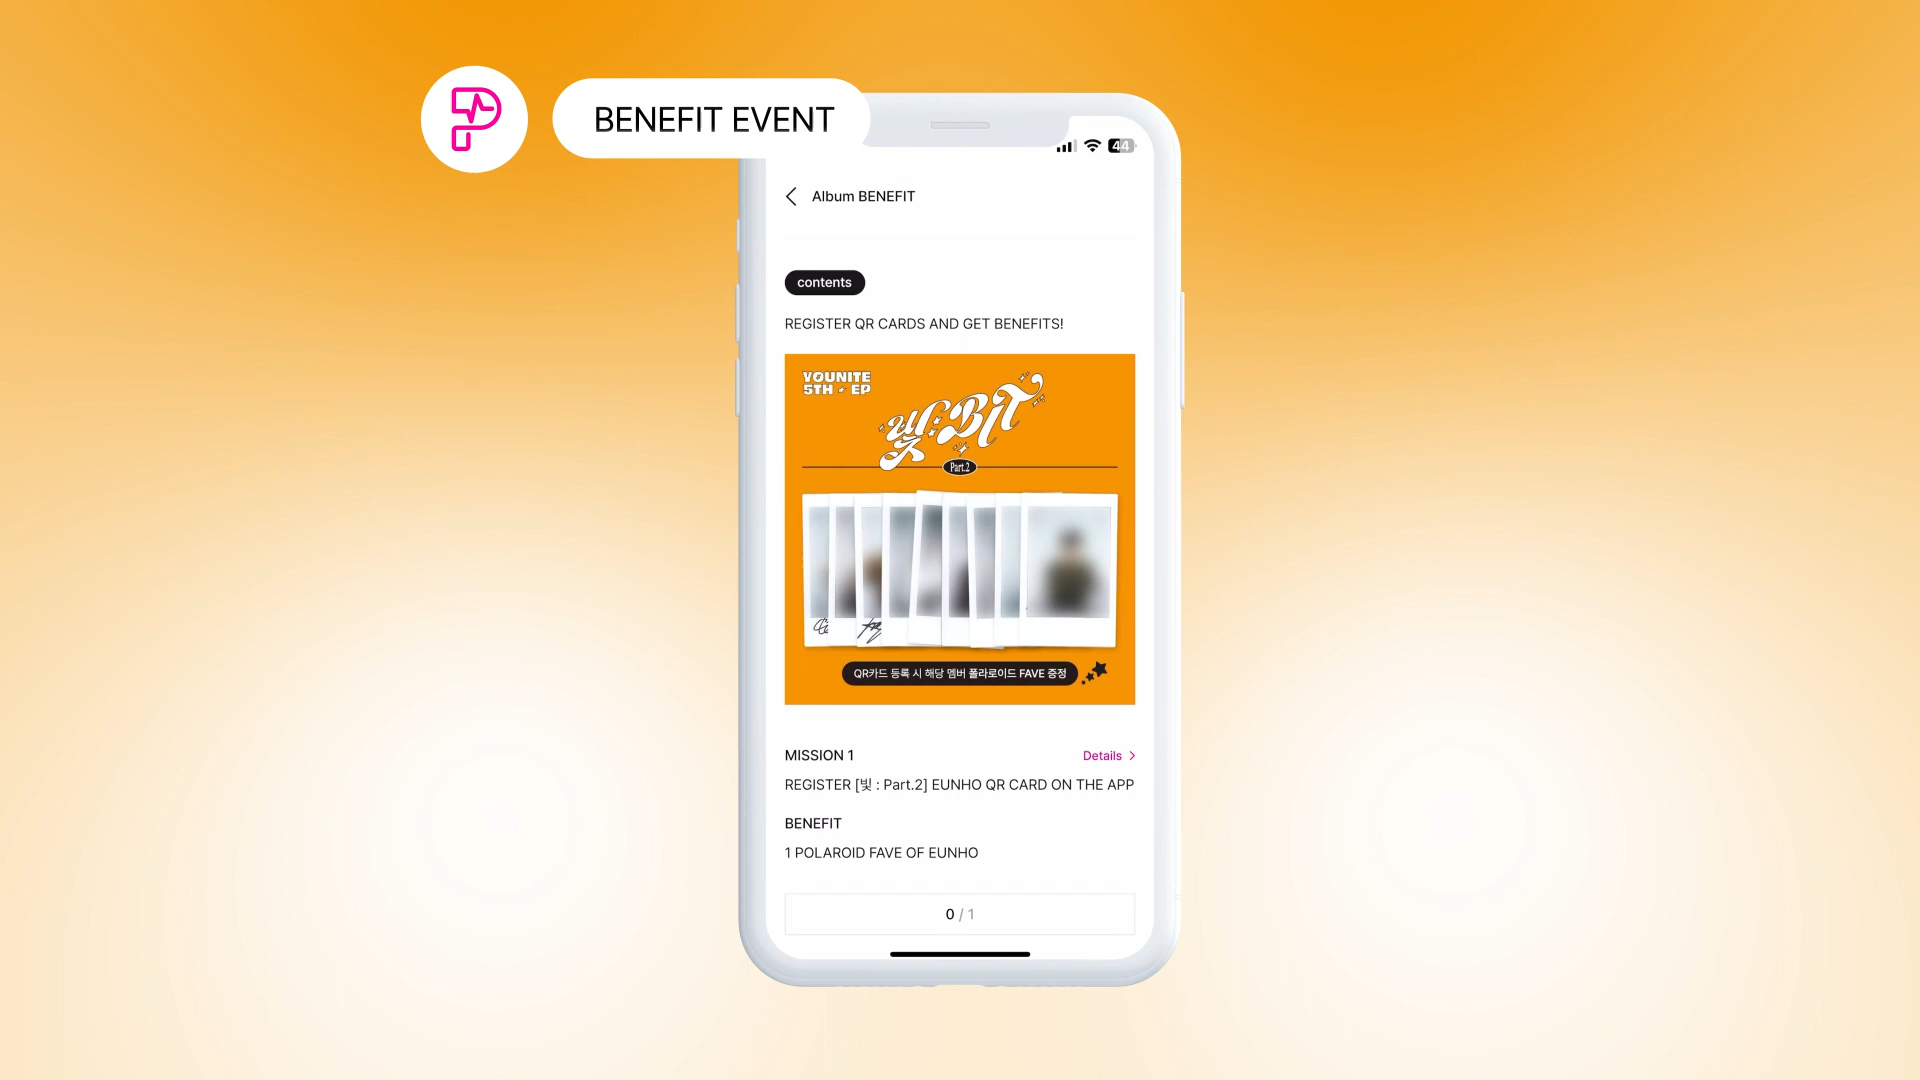 BENEFIT EVENT
44
Album BENEFIT
contents
REGISTER QR CARDS AND GET BENEFITS!
YOUNITE
5TH EP
빛:BIT
Part.2
QR카드 등록 시 해당 멤버 폴라로이드 FAVE 증정
MISSION 1
Details
REGISTER [빛 : Part.2] EUNHO QR CARD ON THE APP
BENEFIT
1 POLAROID FAVE OF EUNHO
0 / 1